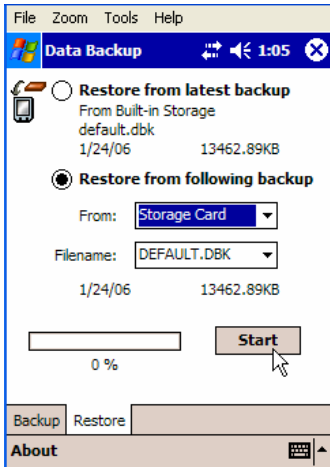 File Zoom Tools Help
Data Backup 1:05
Restore from latest backup
From Built-in Storage
default.dbk
1/24/06 13462.89KB
Restore from following backup
From: Storage Card
Filename: DEFAULT.DBK
1/24/06 13462.89KB
Start
0 %
Backup Restore
About